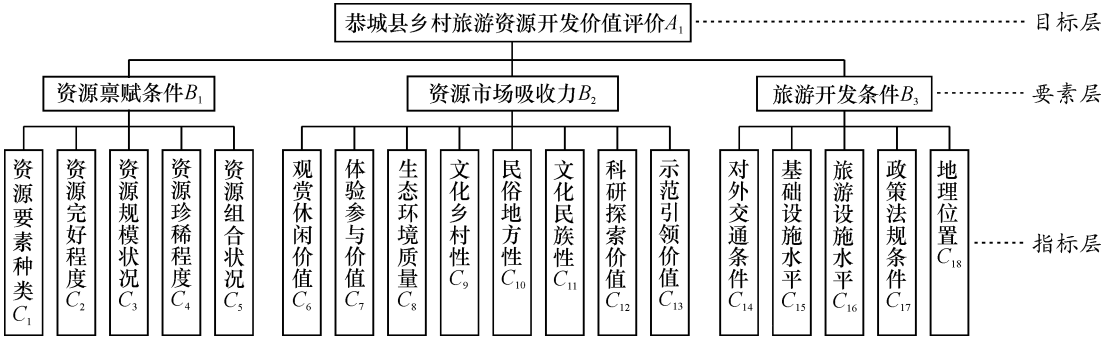 恭城县乡村旅游资源开发价值评价A₁
目标层
资源禀赋条件B₁
资源市场吸收力B₂
旅游开发条件B₃
要素层
资源要素种类C₁
资源完好程度C₂
资源规模状况C₃
资源珍稀程度C₄
资源组合状况C₅
观赏休闲价值C₆
体验参与价值C₇
生态环境质量C₈
文化乡村性C₉
民俗地方性C₁₀
文化民族性C₁₁
科研探索价值C₁₂
示范引领价值C₁₃
对外交通条件C₁₄
基础设施水平C₁₅
旅游设施水平C₁₆
政策法规条件C₁₇
地理位置C₁₈
指标层